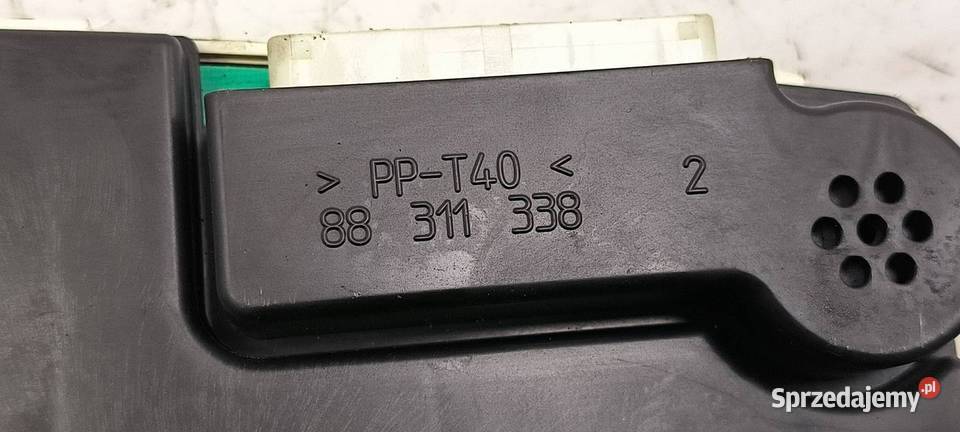 > PP-T40 < 2
88 311 338
Sprzedajemy.pl